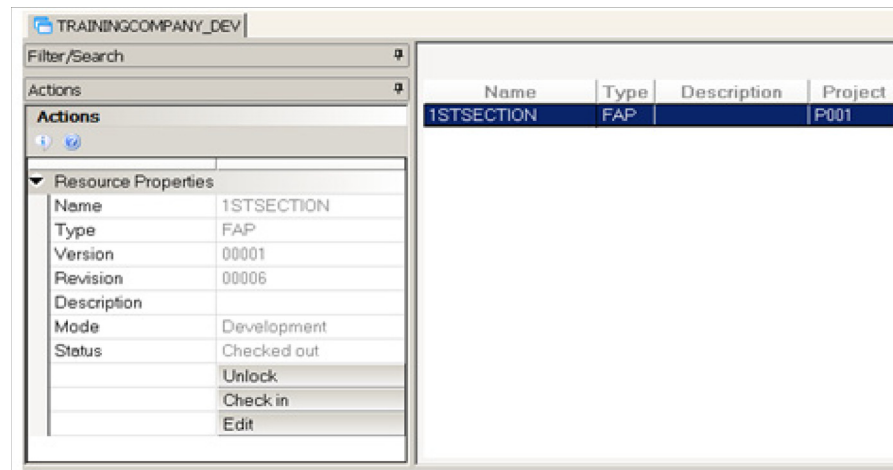 TRAININGCOMPANY_DEV
Filter/Search
Actions
Actions
Resource Properties
Name 1STSECTION
Type FAP
Version 00001
Revision 00006
Description
Mode Development
Status Checked out
Unlock
Check in
Edit
Name Type Description Project
1STSECTION FAP P001